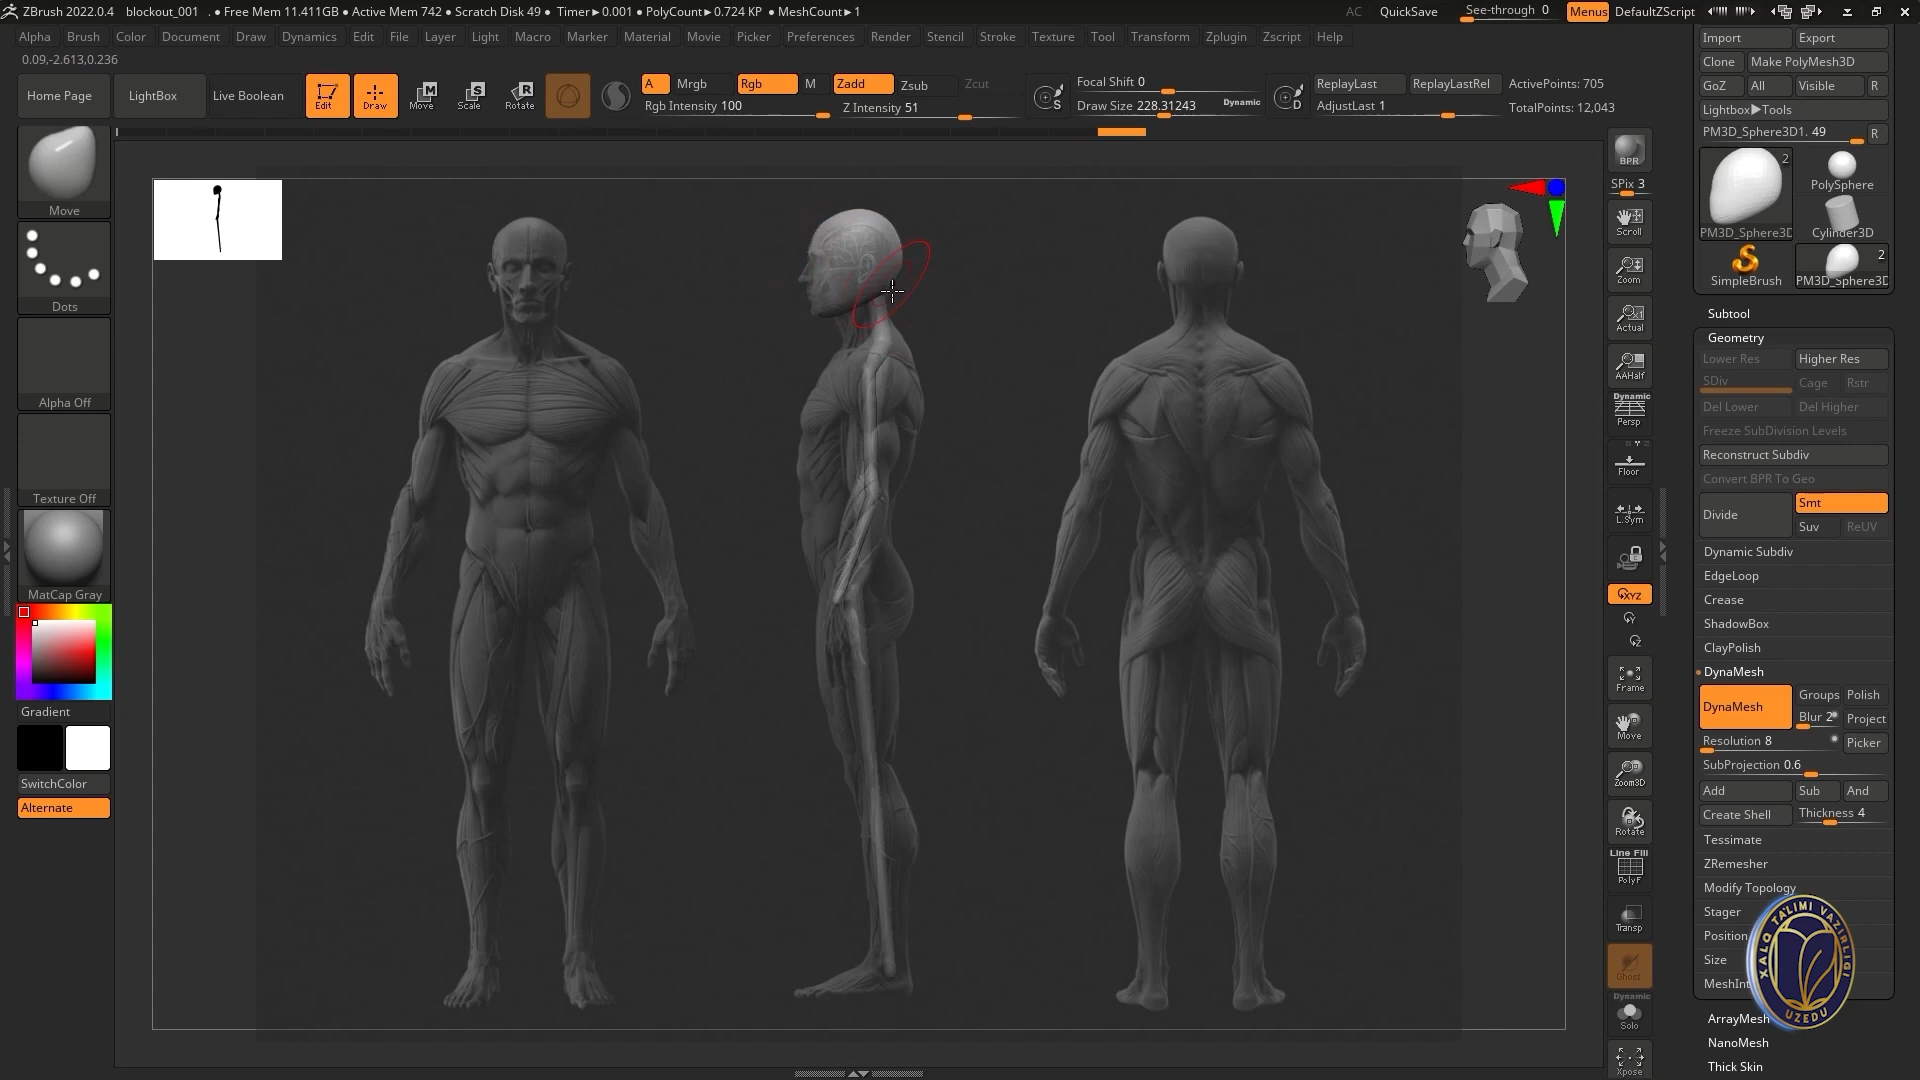 ZBrush 2022.0.4 blockout_001 . • Free Mem 11.411GB • Active Mem 742 • Scratch Disk 49 • Timer►0.001 • PolyCount►0.724 KP • MeshCount►1 AC QuickSave See-through 0 Menus DefaultZScript
Alpha Brush Color Document Draw Dynamics Edit File Layer Light Macro Marker Material Movie Picker Preferences Render Stencil Stroke Texture Tool Transform Zplugin Zscript Help
0.09,-2.613,0.236
Home Page LightBox Live Boolean Edit Draw Move Scale Rotate
A Mrgb Rgb M Zadd Zsub Zcut
Rgb Intensity 100 Z Intensity 51
S Focal Shift 0
Draw Size 228.31243 Dynamic
D ReplayLast ReplayLastRel
AdjustLast 1
ActivePoints: 705
TotalPoints: 12,043
Move
Dots
Alpha Off
Texture Off
MatCap Gray
Gradient
SwitchColor
Alternate
BPR
SPix 3
Scroll
Zoom
Actual
AAHalf
Dynamic
Persp
Floor
L.Sym
XYZ
Y
Z
Frame
Move
Zoom3D
Rotate
Line Fill
PolyF
Transp
Ghost
Dynamic
Solo
Xpose
Import Export
Clone Make PolyMesh3D
GoZ All Visible R
Lightbox►Tools
PM3D_Sphere3D1. 49 R
2
PolySphere
PM3D_Sphere3D Cylinder3D
2
SimpleBrush PM3D_Sphere3D
Subtool
Geometry
Lower Res Higher Res
SDiv Cage Rstr
Del Lower Del Higher
Freeze SubDivision Levels
Reconstruct Subdiv
Convert BPR To Geo
Divide Smt
Suv ReUV
Dynamic Subdiv
EdgeLoop
Crease
ShadowBox
ClayPolish
DynaMesh
DynaMesh Groups Polish
Blur 2 Project
Resolution 8 Picker
SubProjection 0.6
Add Sub And
Create Shell Thickness 4
Tessimate
ZRemesher
Modify Topology
Stager
Position
Size
MeshInt
ArrayMesh
NanoMesh
Thick Skin
XALQ TA'LIMI VAZIRLIGI
UZEDU